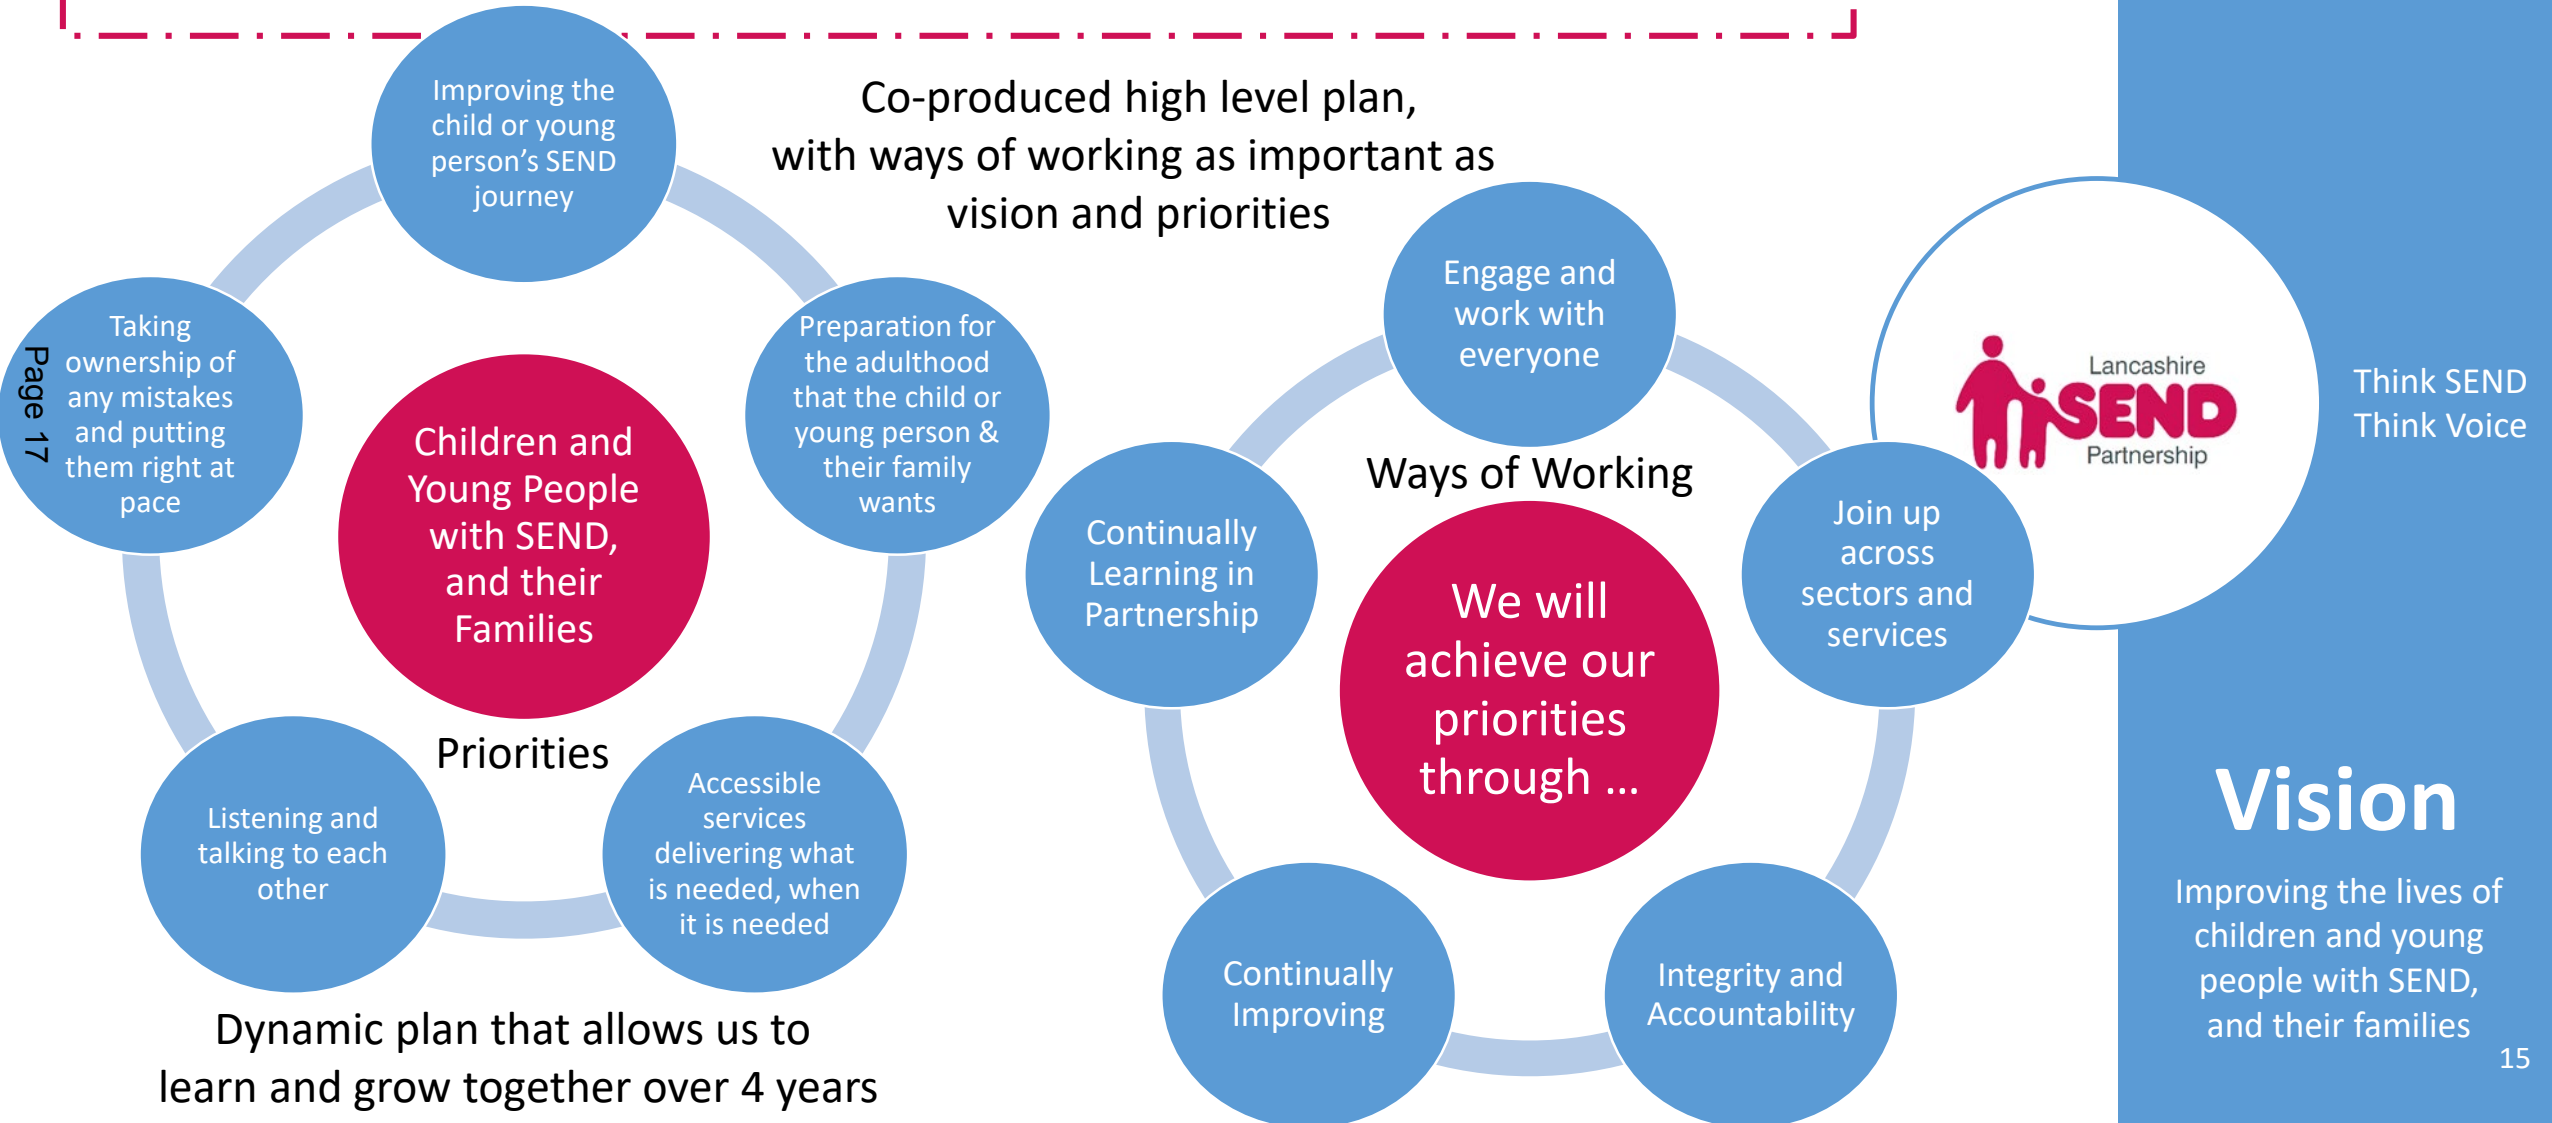 Co-produced high level plan,
with ways of working as important as
vision and priorities
Improving the
child or young
person’s SEND
journey
Preparation for
the adulthood
that the child or
young person &
their family
wants
Accessible
services
delivering what
is needed, when
it is needed
Listening and
talking to each
other
Taking
ownership of
any mistakes
and putting
them right at
pace
Page 17
Children and
Young People
with SEND,
and their
Families
Priorities
Dynamic plan that allows us to
learn and grow together over 4 years
Engage and
work with
everyone
Join up
across
sectors and
services
Integrity and
Accountability
Continually
Improving
Continually
Learning in
Partnership
Ways of Working
We will
achieve our
priorities
through ...
Lancashire
SEND
Partnership
Think SEND
Think Voice
Vision
Improving the lives of
children and young
people with SEND,
and their families
15